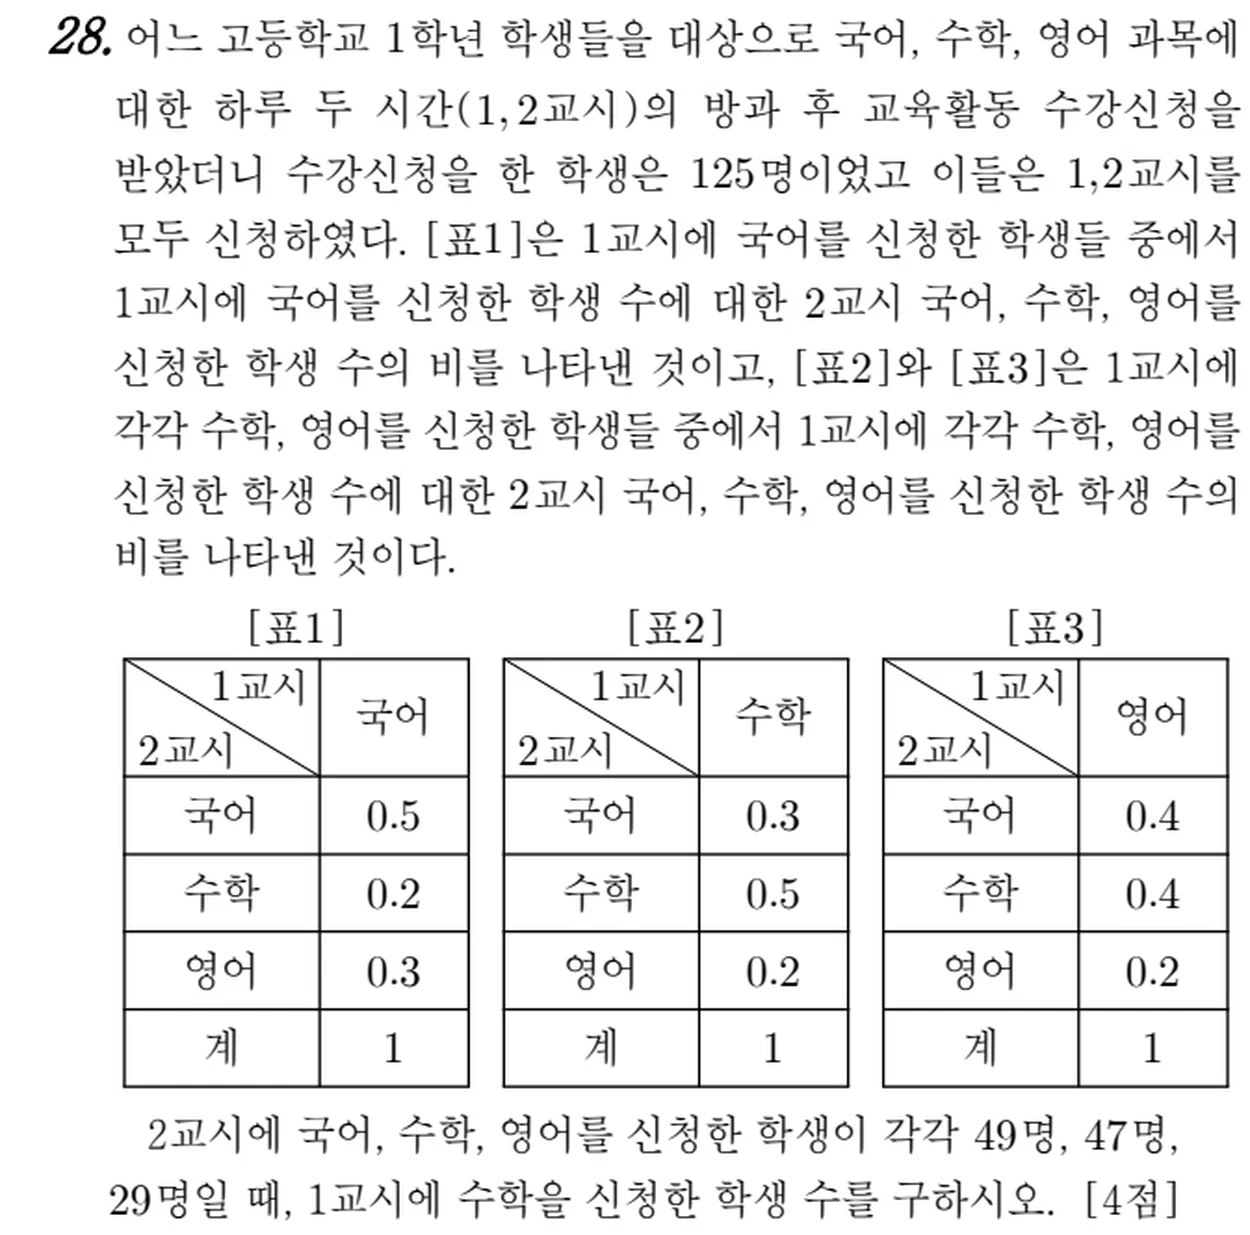 28. 어느 고등학교 1학년 학생들을 대상으로 국어, 수학, 영어 과목에
대한 하루 두 시간(1, 2교시)의 방과 후 교육활동 수강신청을
받았더니 수강신청을 한 학생은 125명이었고 이들은 1,2교시를
모두 신청하였다. [표1]은 1교시에 국어를 신청한 학생들 중에서
1교시에 국어를 신청한 학생 수에 대한 2교시 국어, 수학, 영어를
신청한 학생 수의 비를 나타낸 것이고, [표2]와 [표3]은 1교시에
각각 수학, 영어를 신청한 학생들 중에서 1교시에 각각 수학, 영어를
신청한 학생 수에 대한 2교시 국어, 수학, 영어를 신청한 학생 수의
비를 나타낸 것이다.
[표1] [표2] [표3]
1교시 국어 1교시 수학 1교시 영어
2교시 2교시 2교시
국어 0.5 국어 0.3 국어 0.4
수학 0.2 수학 0.5 수학 0.4
영어 0.3 영어 0.2 영어 0.2
계 1 계 1 계 1
2교시에 국어, 수학, 영어를 신청한 학생이 각각 49명, 47명,
29명일 때, 1교시에 수학을 신청한 학생 수를 구하시오. [4점]